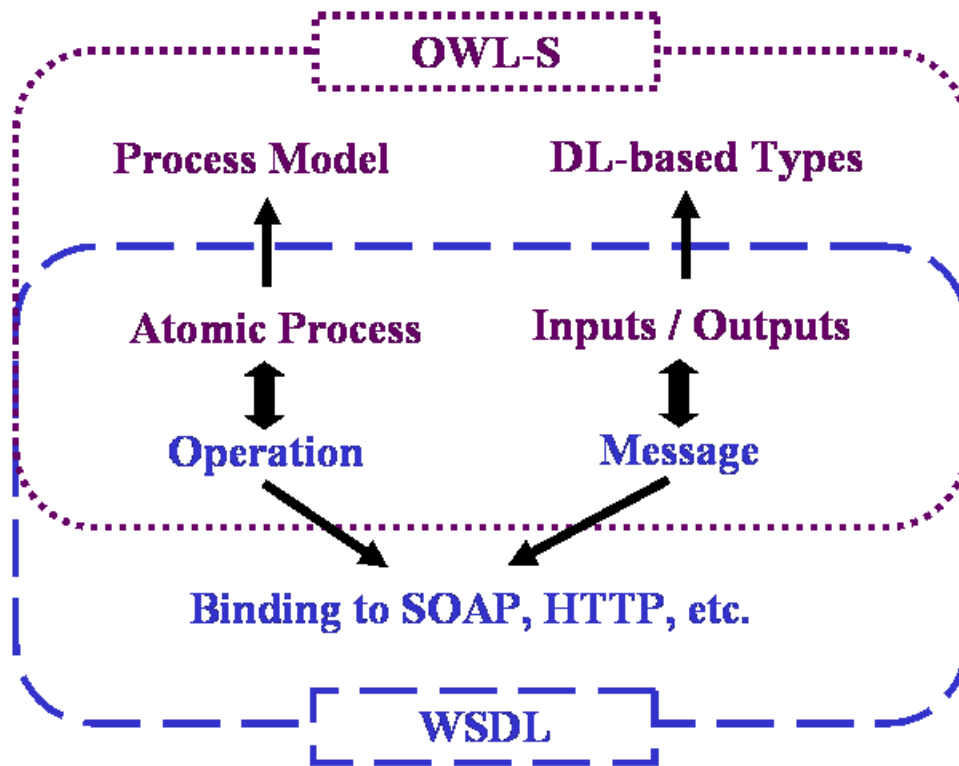 OWL-S
Process Model
DL-based Types
Atomic Process
Inputs / Outputs
Operation
Message
Binding to SOAP, HTTP, etc.
WSDL